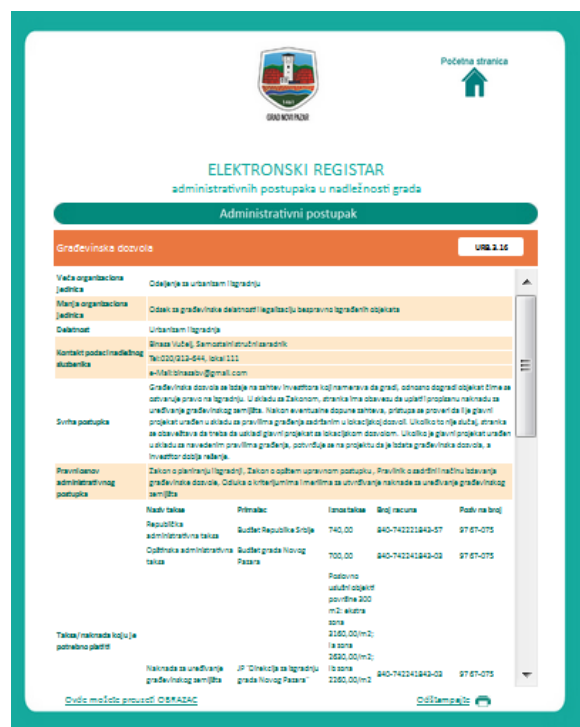 Početna stranica
1461
GRAD NOVI PAZAR
ELEKTRONSKI REGISTAR
administrativnih postupaka u nadležnosti grada
Administrativni postupak
Građevinska dozvola
URB.3.16
Veća organizaciona
jedinica
Odeljenje za urbanizam i izgradnju
Manja organizaciona
jedinica
Odsek za građevinske delatnosti i legalizaciju bespravno izgrađenih objekata
Delatnost
Urbanizam i izgradnja
Kontakt podaci nadležnog
službenika
Binasa Vučelj, Samostalni stručni saradnik
Tel:020/313-644, lokal 111
e-Mail:binasabv@gmail.com
Svrha postupka
Građevinska dozvola se izdaje na zahtev investitora koji namerava da gradi, odnosno dogradi objekat čime se
ostvaruje pravo na izgradnju. U skladu sa Zakonom, stranka ima obavezu da uplati propisanu naknadu za
uređivanje građevinskog semljišta. Nakon eventualne dopune zahteva, pristupa se proveri da li je glavni
projekat urađen u skladu sa pravilima građenja sadržanim u lokacijskoj dozvoli. Ukoliko to nije slučaj, stranka
se obaveštava da treba da uskladi glavni projekat sa lokacijskom dozvolom. Ukoliko je glavni projekat urađen
u skladu sa navedenim pravilima građenja, potvrđuje se na projektu da je izdata građevinska dozvola, a
investitor dobija rešenje.
Pravni osnov
administrativnog
postupka
Zakon o planiranju i izgradnji, Zakon o opštem upravnom postupku, Pravilnik o sadržini i načinu izdavanja
građevinske dozvole, Odluka o kriterijumima i merilima za utvrđivanje naknade za uređivanje građevinskog
semljišta
Naziv takse Primalac Iznos takse Broj racuna Poziv na broj
Republička
administrativna taksa
Budžet Republike Srbije 740,00 840-742221843-57 97 67-075
Opštinska administrativna
taksa
Budžet grada Novog
Pazara
700,00 840-742241843-03 97 67-075
Taksa/naknada koju je
potrebno platiti
Naknada za uređivanje
građevinskog semljišta
JP "Direkcija za izgradnju
grada Novog Pazara"
Poslovno
uslužni objekti
površine 300
m2: ekstra
zona
3160,00/m2;
Ia zona
2630,00/m2;
Ib zona
2260,00/m2
840-742241843-03 97 67-075
Ovde možete preuzeti OBRAZAC
Odštampajte